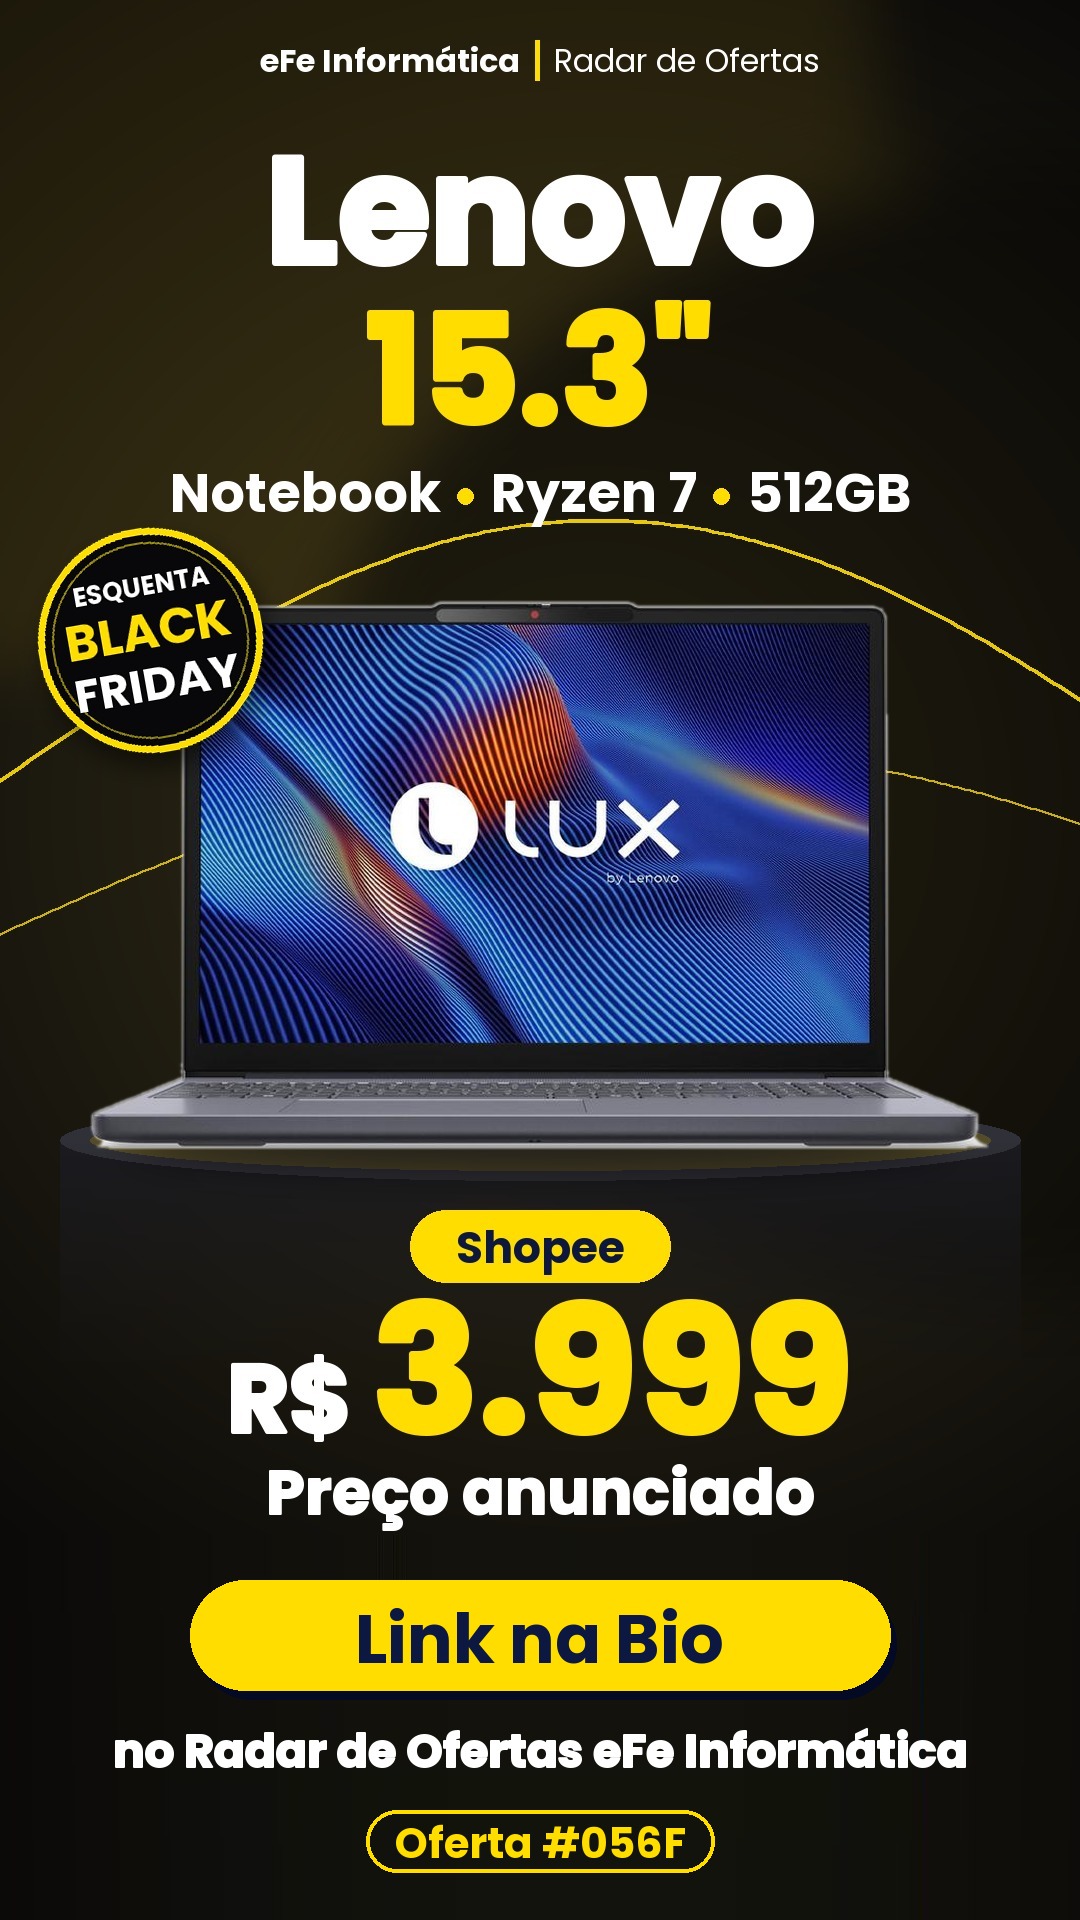 eFe Informática | Radar de Ofertas
Lenovo
15.3"
Notebook • Ryzen 7 • 512GB
ESQUENTA
BLACK
FRIDAY
L LUX
by Lenovo
Shopee
R$ 3.999
Preço anunciado
Link na Bio
no Radar de Ofertas eFe Informática
Oferta #056F